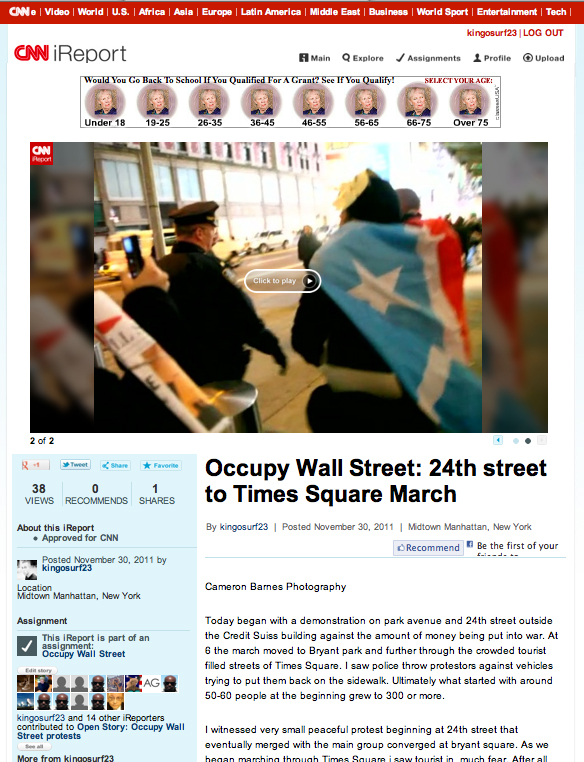 CNN e | Video | World | U.S. | Africa | Asia | Europe | Latin America | Middle East | Business | World Sport | Entertainment | Tech |
kingosurf23 | LOG OUT
CNN iReport
Main Explore Assignments Profile Upload
Would You Go Back To School If You Qualified For A Grant? See If You Qualify! SELECT YOUR AGE:
Under 18 19-25 26-35 36-45 46-55 56-65 66-75 Over 75
CNN
iReport
Click to play
2 of 2
+1 Tweet Share Favorite
38 0 1
VIEWS RECOMMENDS SHARES
About this iReport
• Approved for CNN
Posted November 30, 2011 by
kingosurf23
Location
Midtown Manhattan, New York
Assignment
This iReport is part of an
assignment:
Occupy Wall Street
Edit story
AG
kingosurf23 and 14 other iReporters
contributed to Open Story: Occupy Wall
Street protests
See all
More from kingosurf23
Occupy Wall Street: 24th street
to Times Square March
By kingosurf23 | Posted November 30, 2011 | Midtown Manhattan, New York
Recommend Be the first of your
friends to
Cameron Barnes Photography
Today began with a demonstration on park avenue and 24th street outside
the Credit Suiss building against the amount of money being put into war. At
6 the march moved to Bryant park and further through the crowded tourist
filled streets of Times Square. I saw police throw protestors against vehicles
trying to put them back on the sidewalk. Ultimately what started with around
50-60 people at the beginning grew to 300 or more.
I witnessed very small peaceful protest beginning at 24th street that
eventually merged with the main group converged at bryant square. As we
began marching through Times Square i saw tourist in much fear. After all